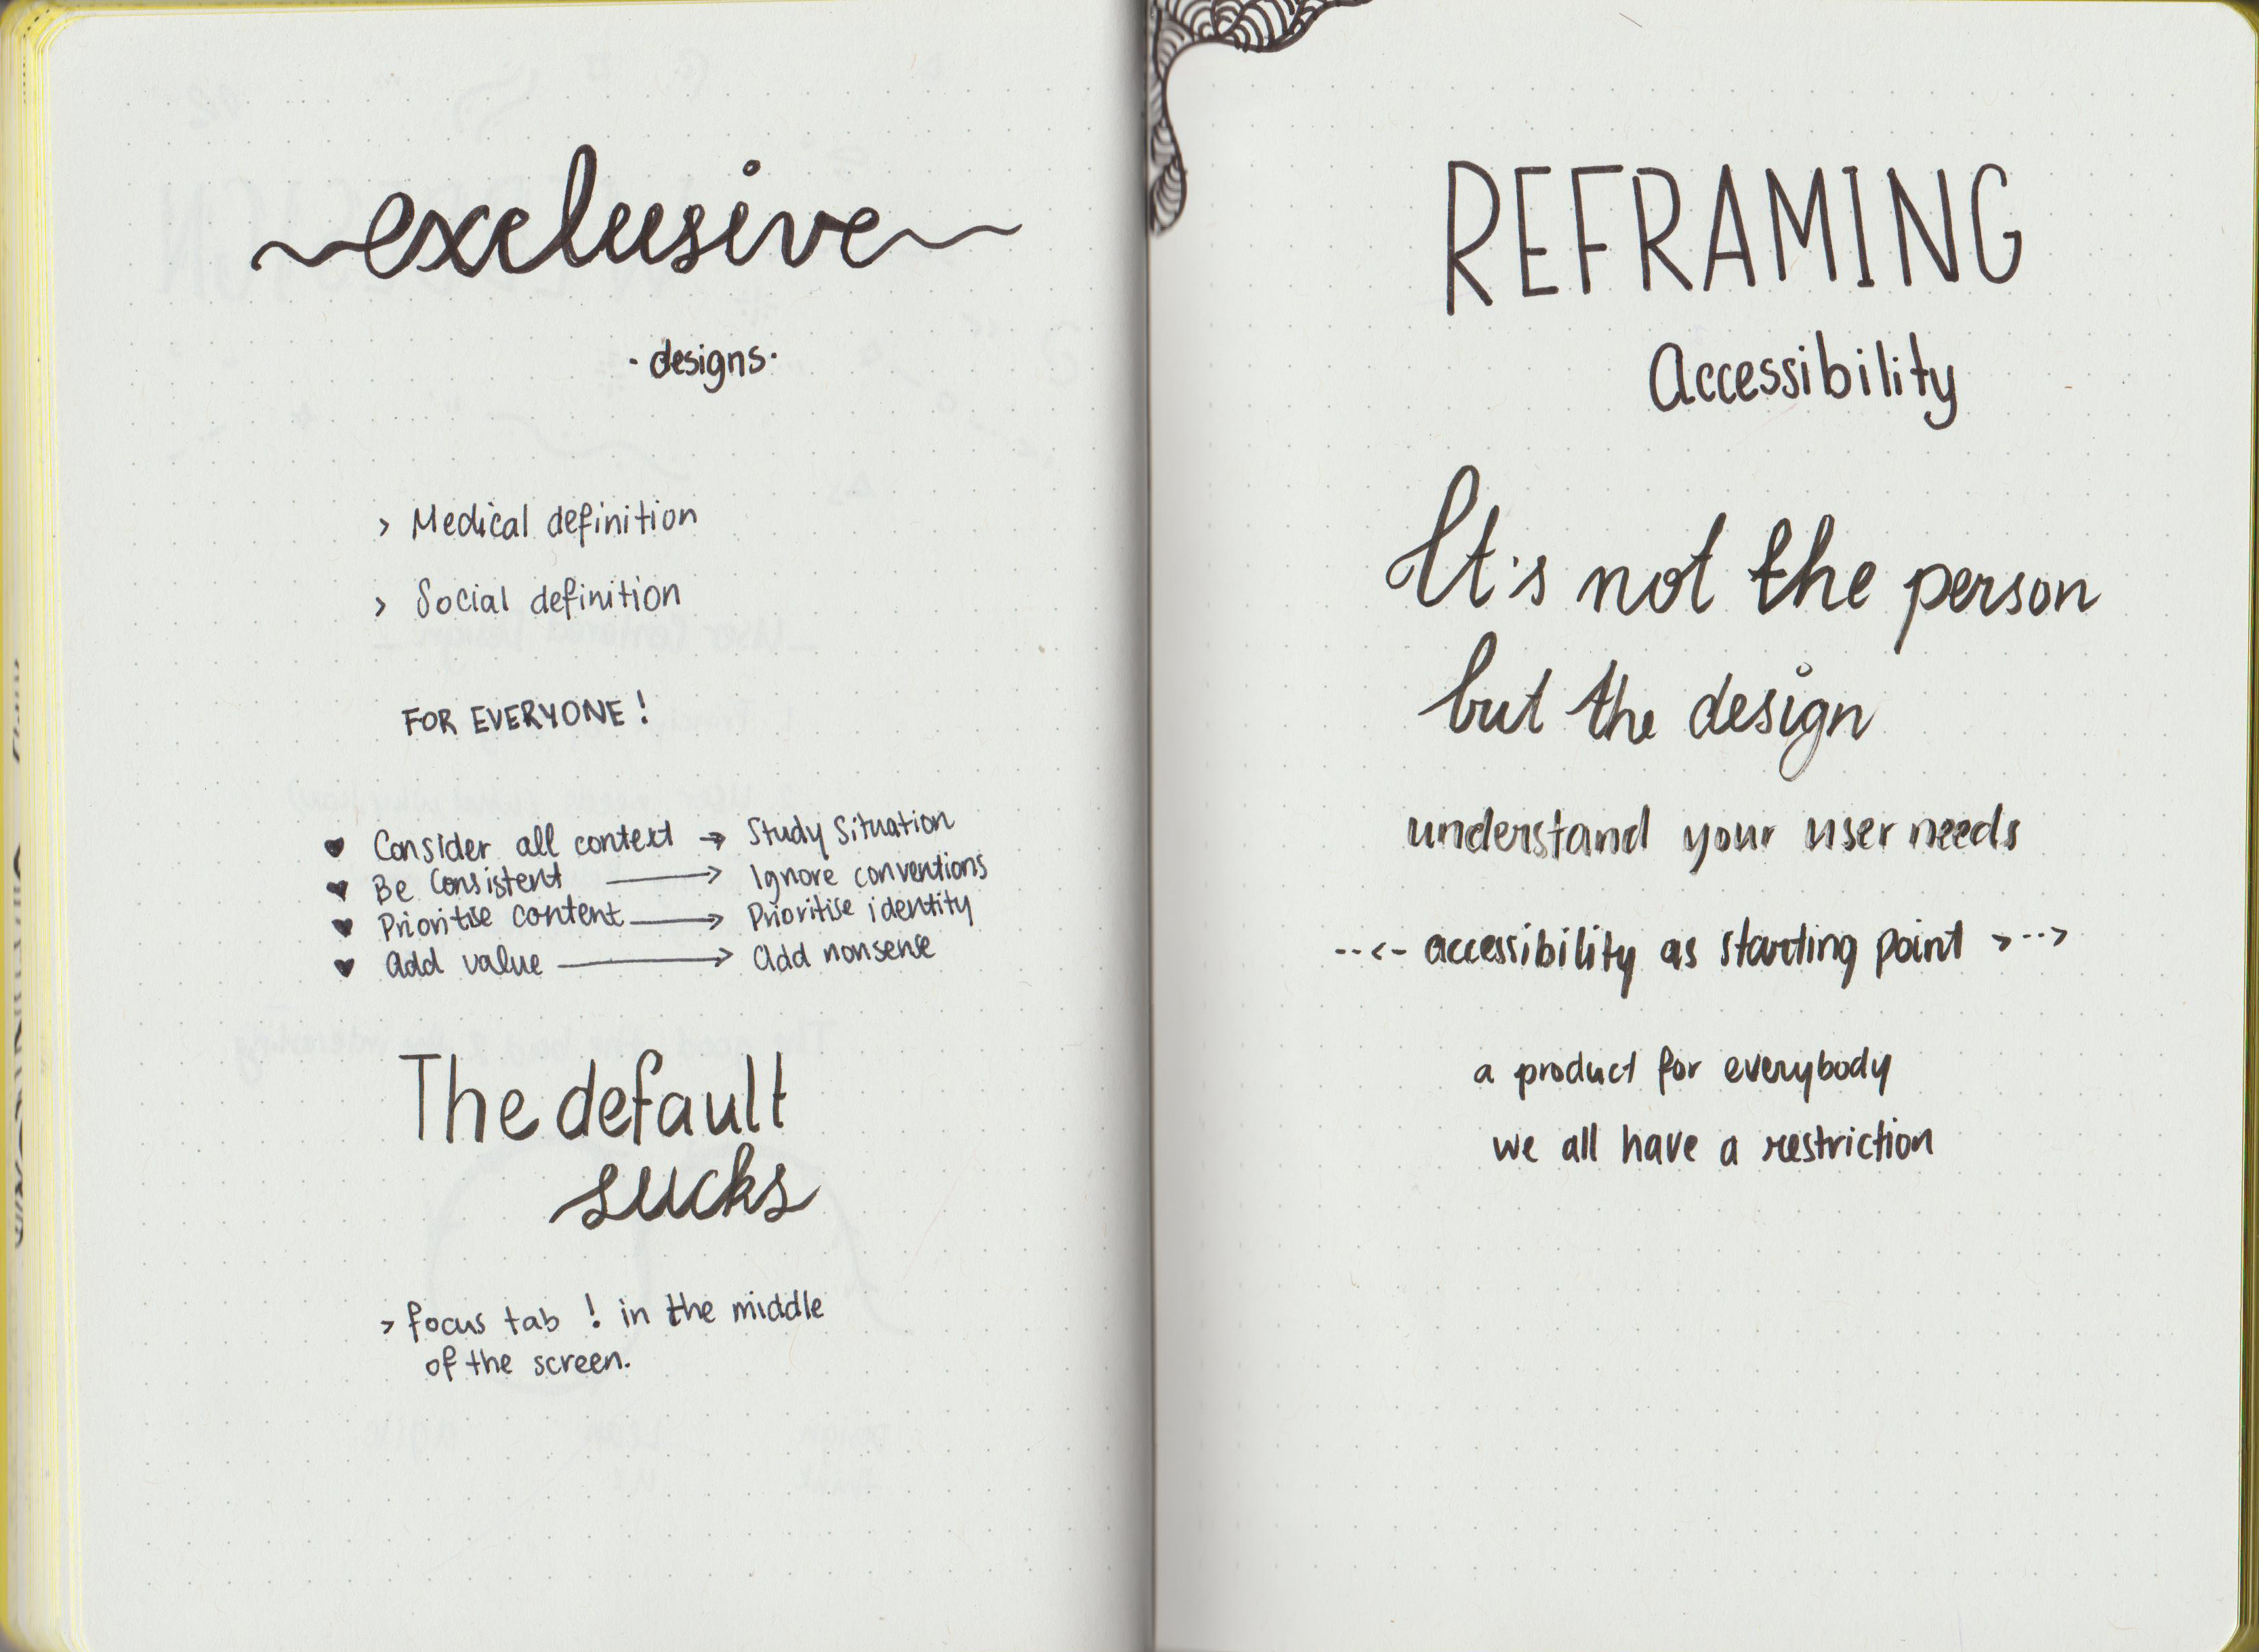 ~exclusive~
· designs ·
> Medical definition
> Social definition
FOR EVERYONE!
♥ Consider all context → Study Situation
♥ Be Consistent → Ignore conventions
♥ Prioritise content → Prioritise identity
♥ Add value → Add nonsense
The default
sucks
> focus tab ! in the middle
of the screen.
REFRAMING
Accessibility
It's not the person
but the design
understand your user needs
--<- accessibility as starting point >-->
a product for everybody
we all have a restriction